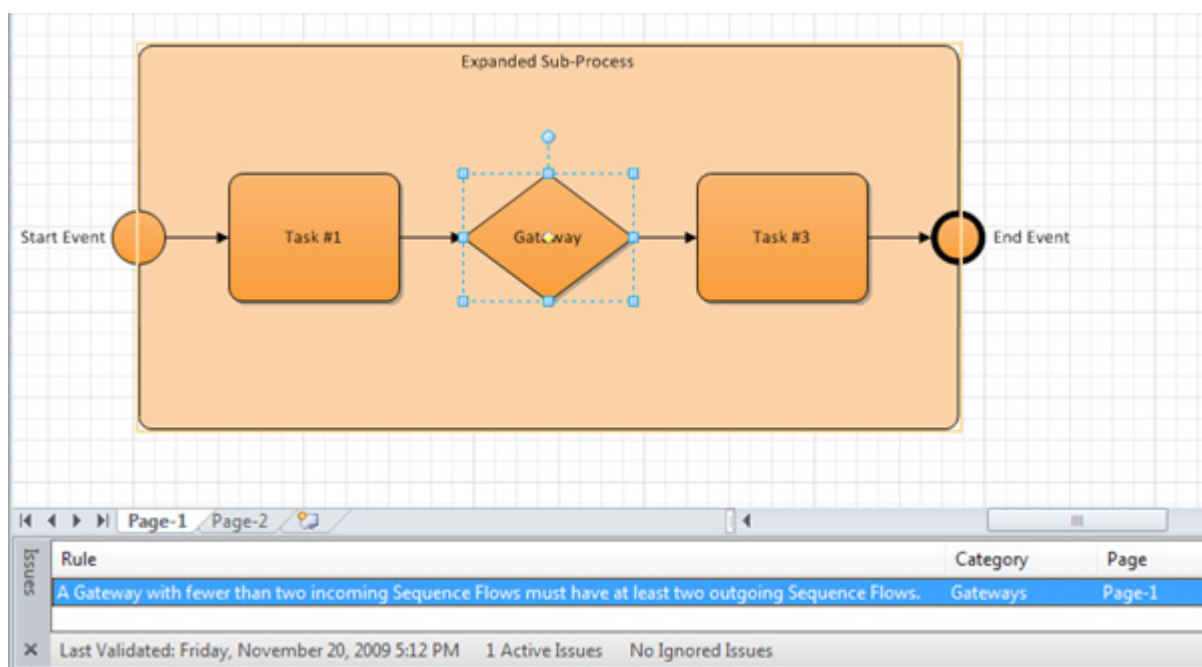 Expanded Sub-Process
Start Event
Task #1
Gateway
Task #3
End Event
Page-1
Page-2
Issues
Rule
Category
Page
A Gateway with fewer than two incoming Sequence Flows must have at least two outgoing Sequence Flows.
Gateways
Page-1
Last Validated: Friday, November 20, 2009 5:12 PM
1 Active Issues
No Ignored Issues